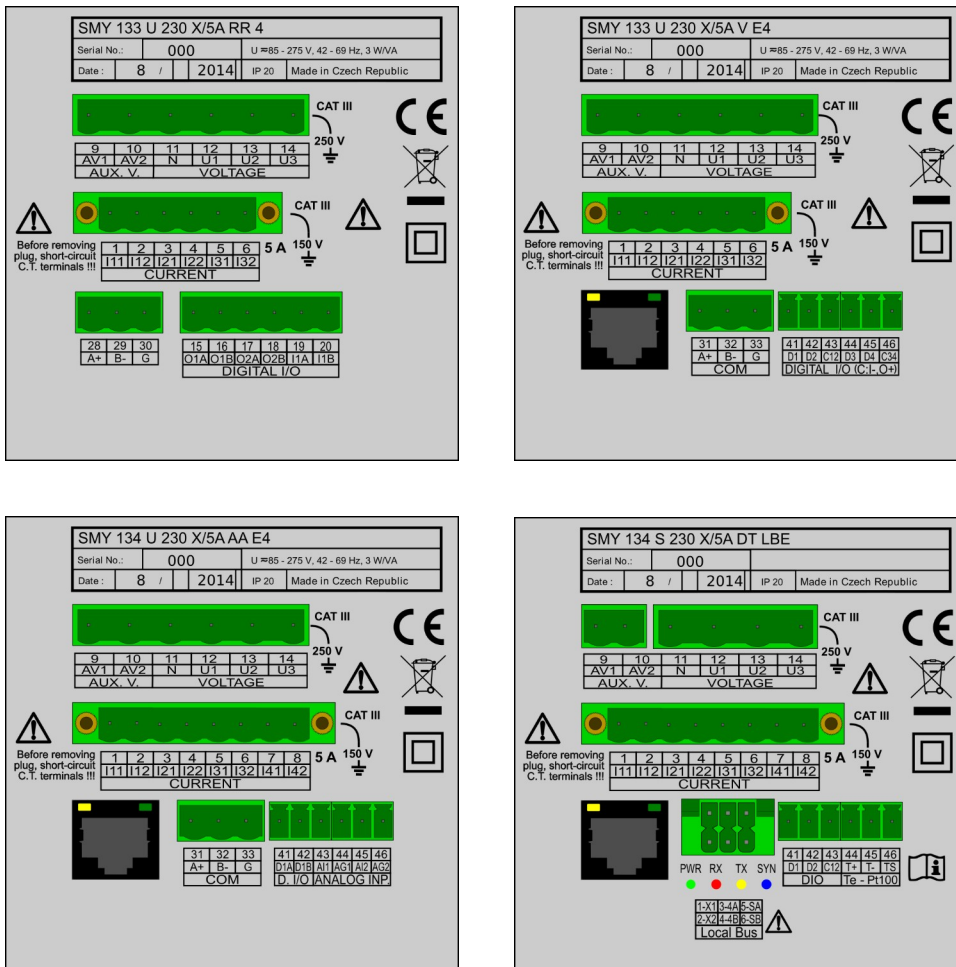 SMY 133 U 230 X/5A RR 4
Serial No.: 000 U ≂85 - 275 V, 42 - 69 Hz, 3 W/VA
Date : 8 / 2014 IP 20 Made in Czech Republic
CAT III
250 V
9 10 11 12 13 14
AV1 AV2 N U1 U2 U3
AUX. V. VOLTAGE
CAT III
150 V
Before removing
plug, short-circuit
C.T. terminals !!!
1 2 3 4 5 6 5 A
I11 I12 I21 I22 I31 I32
CURRENT
28 29 30
A+ B- G
15 16 17 18 19 20
O1A O1B O2A O2B I1A I1B
DIGITAL I/O
SMY 133 U 230 X/5A V E4
Serial No.: 000 U ≂85 - 275 V, 42 - 69 Hz, 3 W/VA
Date : 8 / 2014 IP 20 Made in Czech Republic
CAT III
250 V
9 10 11 12 13 14
AV1 AV2 N U1 U2 U3
AUX. V. VOLTAGE
CAT III
150 V
Before removing
plug, short-circuit
C.T. terminals !!!
1 2 3 4 5 6 5 A
I11 I12 I21 I22 I31 I32
CURRENT
31 32 33
A+ B- G
COM
41 42 43 44 45 46
D1 D2 C12 D3 D4 C34
DIGITAL I/O (C:I-,O+)
SMY 134 U 230 X/5A AA E4
Serial No.: 000 U ≂85 - 275 V, 42 - 69 Hz, 3 W/VA
Date : 8 / 2014 IP 20 Made in Czech Republic
CAT III
250 V
9 10 11 12 13 14
AV1 AV2 N U1 U2 U3
AUX. V. VOLTAGE
CAT III
150 V
Before removing
plug, short-circuit
C.T. terminals !!!
1 2 3 4 5 6 7 8 5 A
I11 I12 I21 I22 I31 I32 I41 I42
CURRENT
31 32 33
A+ B- G
COM
41 42 43 44 45 46
D1A D1B AI1 AG1 AI2 AG2
D. I/O ANALOG INP.
SMY 134 S 230 X/5A DT LBE
Serial No.: 000
Date : 8 / 2014 IP 20 Made in Czech Republic
CAT III
250 V
9 10 11 12 13 14
AV1 AV2 N U1 U2 U3
AUX. V. VOLTAGE
CAT III
150 V
Before removing
plug, short-circuit
C.T. terminals !!!
1 2 3 4 5 6 7 8 5 A
I11 I12 I21 I22 I31 I32 I41 I42
CURRENT
PWR RX TX SYN
41 42 43 44 45 46
D1 D2 C12 T+ T- TS
DIO Te - Pt100
1-X1 3-4A 5-SA
2-X2 4-4B 6-SB
Local Bus